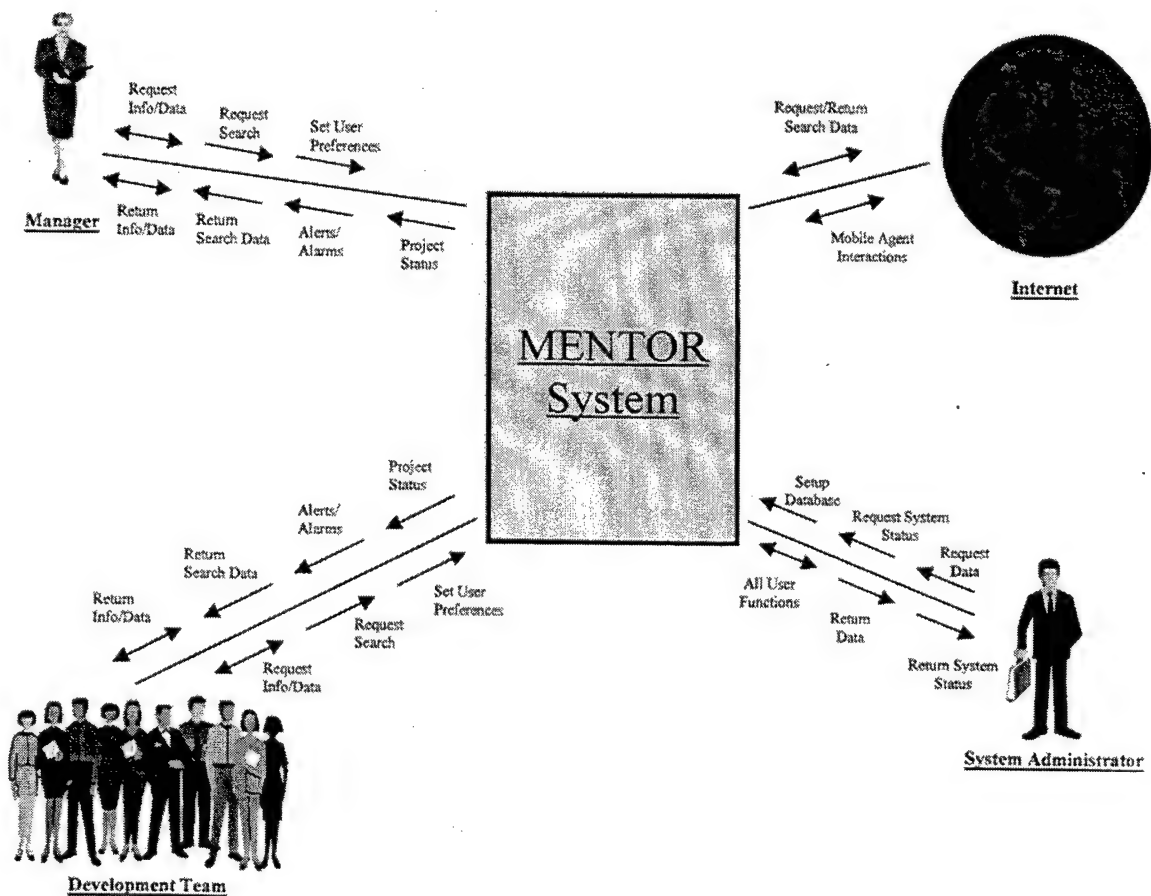 Request
Info/Data
Request
Search
Set User
Preferences
Manager
Return
Info/Data
Return
Search Data
Alerts/
Alarms
Project
Status
Request/Return
Search Data
Mobile Agent
Interactions
Internet
MENTOR
System
Project
Status
Alerts/
Alarms
Return
Search Data
Return
Info/Data
Set User
Preferences
Request
Search
Request
Info/Data
Development Team
Setup
Database
Request System
Status
Request
Data
All User
Functions
Return
Data
Return System
Status
System Administrator